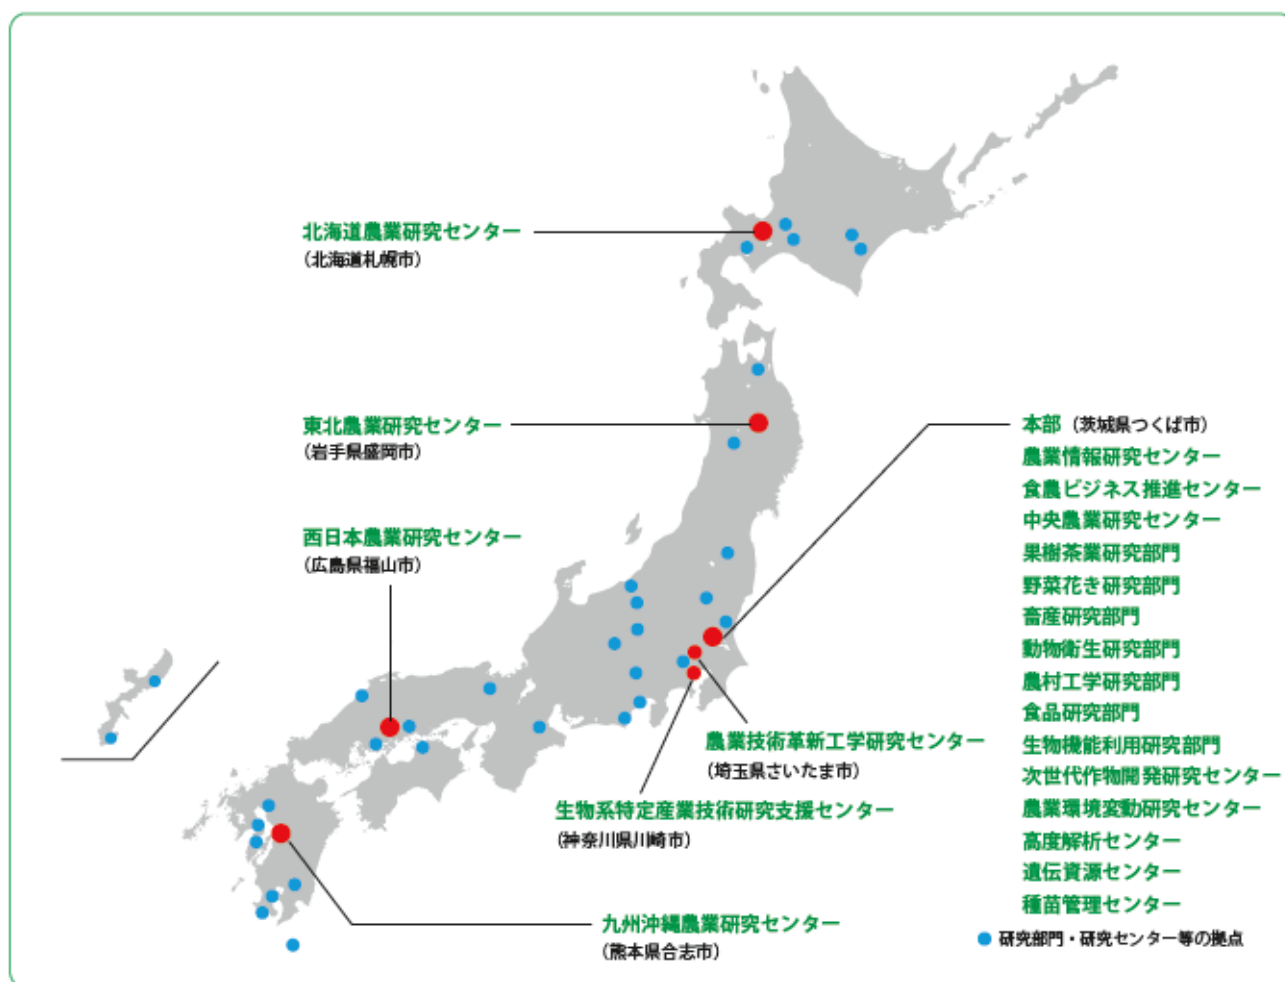 北海道農業研究センター
(北海道札幌市)
東北農業研究センター
(岩手県盛岡市)
西日本農業研究センター
(広島県福山市)
本部 (茨城県つくば市)
農業情報研究センター
食農ビジネス推進センター
中央農業研究センター
果樹茶業研究部門
野菜花き研究部門
畜産研究部門
動物衛生研究部門
農村工学研究部門
食品研究部門
生物機能利用研究部門
次世代作物開発研究センター
農業環境変動研究センター
高度解析センター
遺伝資源センター
種苗管理センター
農業技術革新工学研究センター
(埼玉県さいたま市)
生物系特定産業技術研究支援センター
(神奈川県川崎市)
九州沖縄農業研究センター
(熊本県合志市)
研究部門・研究センター等の拠点